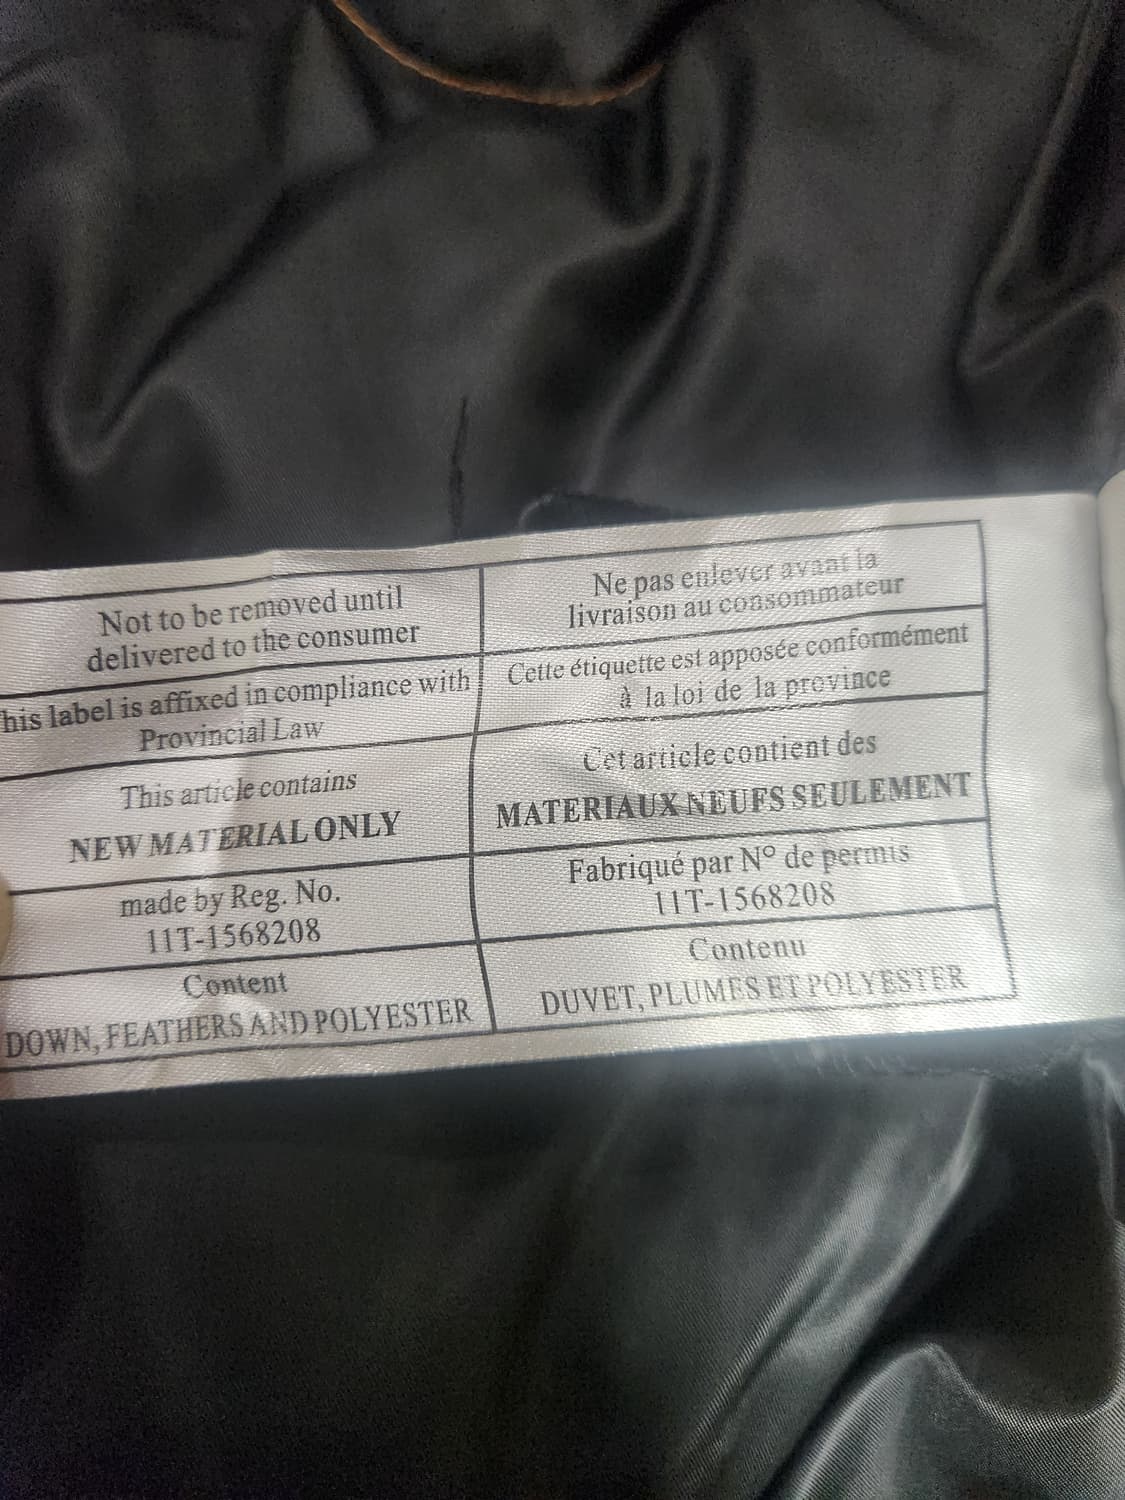 Not to be removed until
delivered to the consumer
his label is affixed in compliance with
Provincial Law
This article contains
NEW MATERIAL ONLY
made by Reg. No.
11T-1568208
Content
DOWN, FEATHERS AND POLYESTER
Ne pas enlever avant la
livraison au consommateur
Cette étiquette est apposée conformément
à la loi de la province
Cet article contient des
MATERIAUX NEUFS SEULEMENT
Fabriqué par N° de permis
11T-1568208
Contenu
DUVET, PLUMES ET POLYESTER